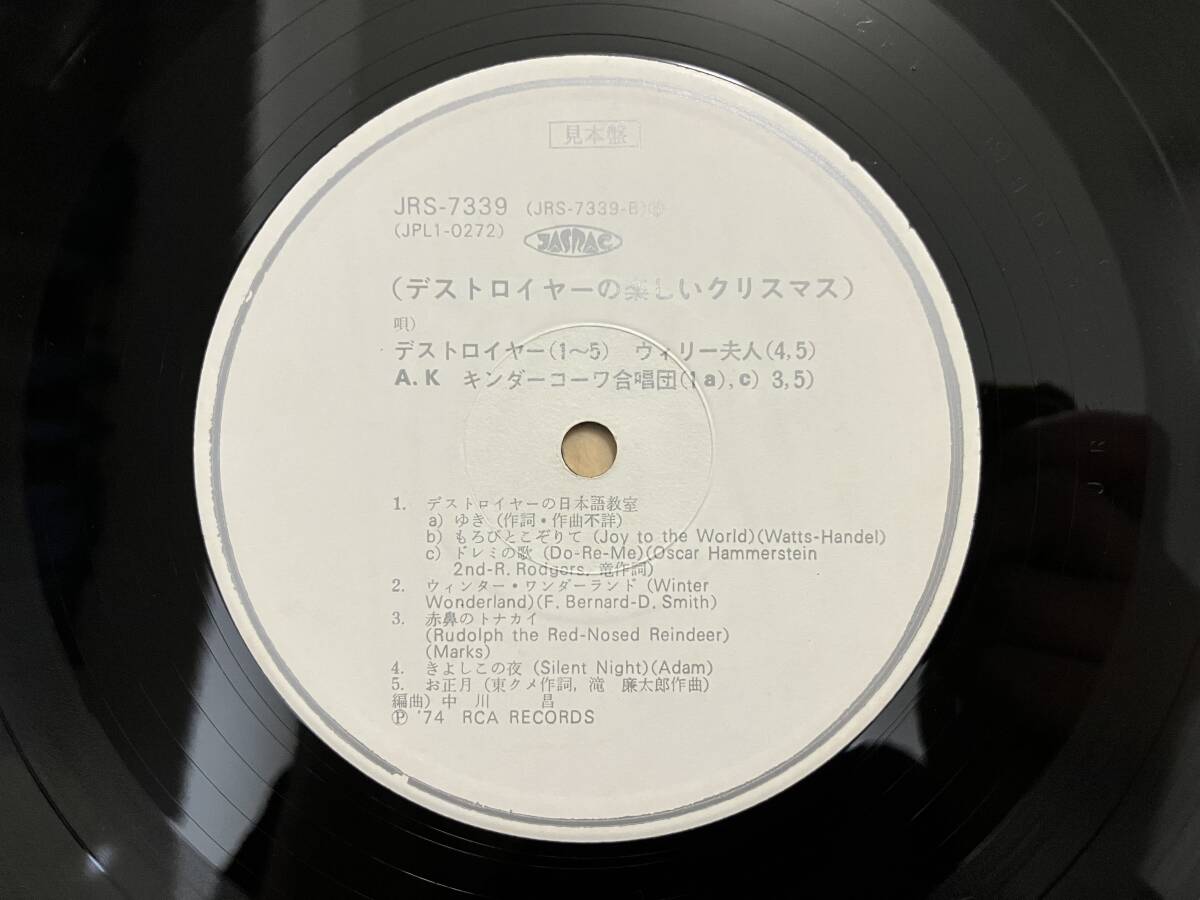 見本盤
JRS-7339 (JRS-7339-B)
(JPL1-0272) JASRAC
(デストロイヤーの楽しいクリスマス)
唄)
デストロイヤー(1〜5) ウィリー夫人(4,5)
A.K キンダーコーワ合唱団(1a),c) 3,5)
1. デストロイヤーの日本語教室
a) ゆき (作詞・作曲不詳)
b) もろびとこぞりて (Joy to the World)(Watts-Handel)
c) ドレミの歌 (Do-Re-Me)(Oscar Hammerstein
2nd-R. Rodgers, 竜作詞)
2. ウィンター・ワンダーランド (Winter
Wonderland)(F. Bernard-D. Smith)
3. 赤鼻のトナカイ
(Rudolph the Red-Nosed Reindeer)
(Marks)
4. きよしこの夜 (Silent Night)(Adam)
5. お正月 (東クメ作詞, 滝 廉太郎作曲)
編曲) 中川 昌
Ⓟ '74 RCA RECORDS
J R